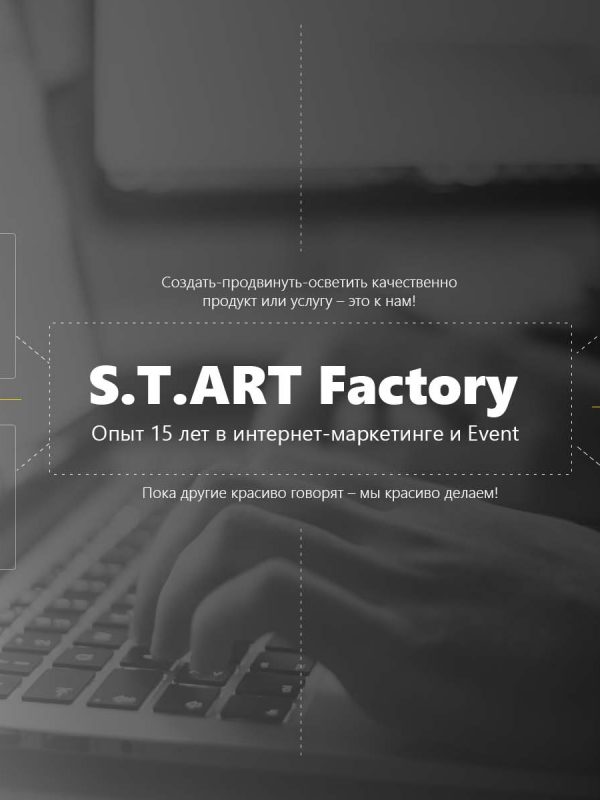 Создать-продвинуть-осветить качественно
продукт или услугу – это к нам!
S.T.ART Factory
Опыт 15 лет в интернет-маркетинге и Event
Пока другие красиво говорят – мы красиво делаем!